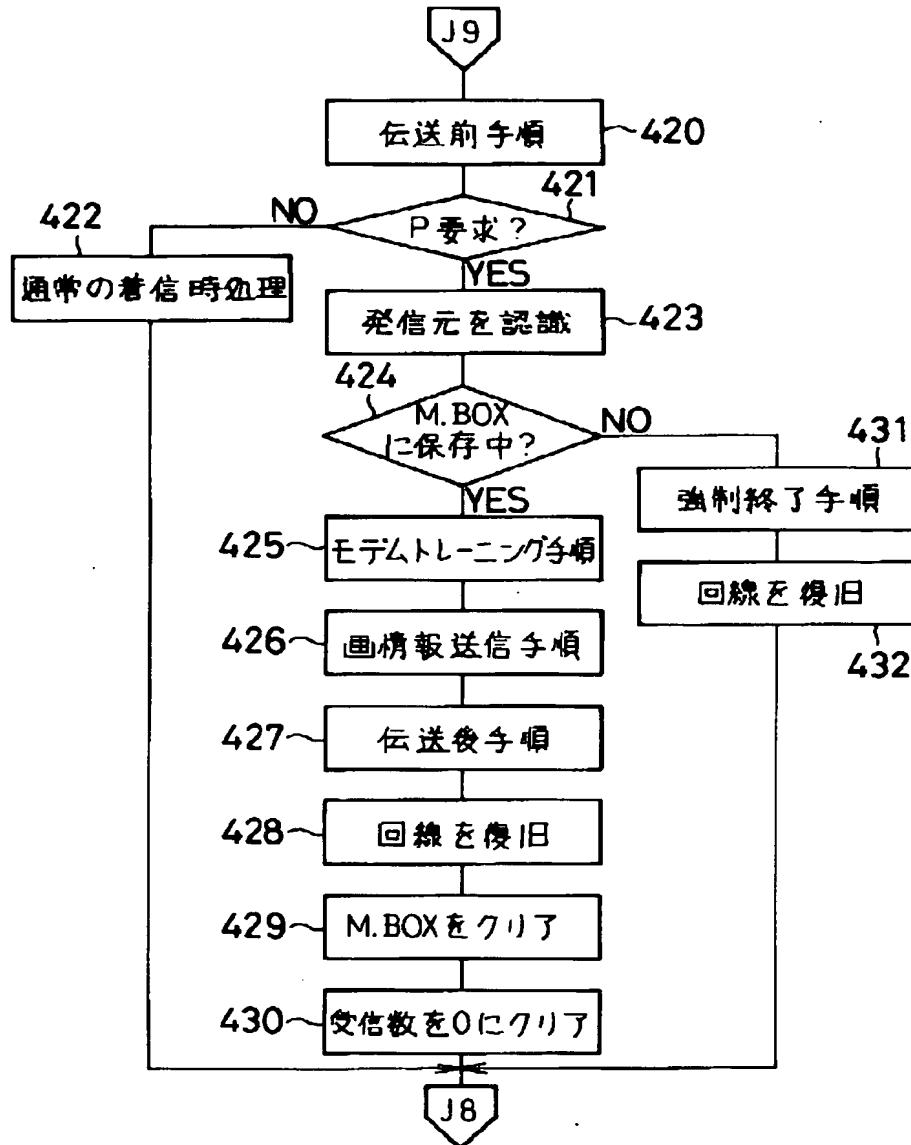 J9
伝送前手順
420
421
P要求?
NO
422
通常の着信時処理
YES
発信元を認識
423
424
M.BOX
に保存中?
NO
431
強制終了手順
YES
425
モデムトレーニング手順
回線を復旧
432
426
画情報送信手順
427
伝送後手順
428
回線を復旧
429
M.BOXをクリア
430
受信数を0にクリア
J8